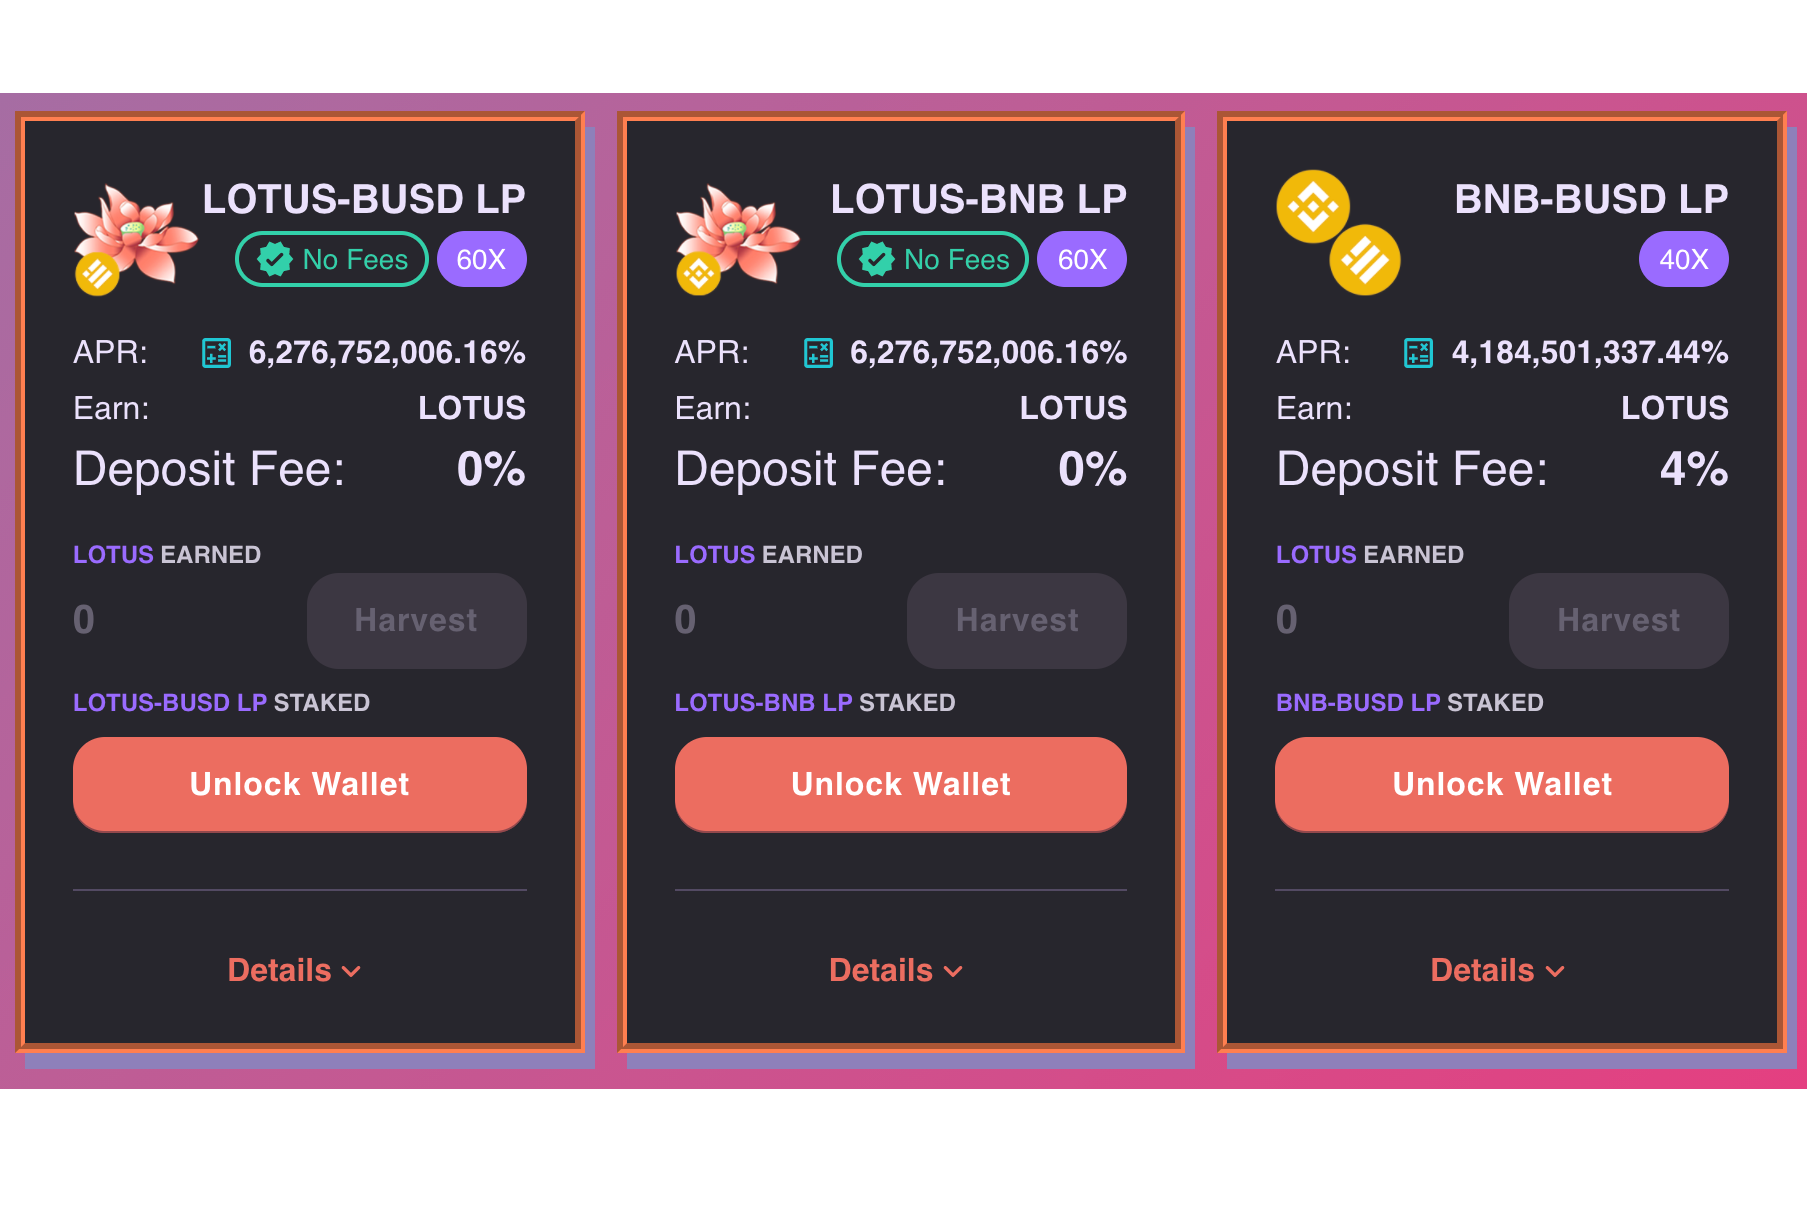 LOTUS-BUSD LP
No Fees 60X
APR: 6,276,752,006.16%
Earn: LOTUS
Deposit Fee: 0%
LOTUS EARNED
0 Harvest
LOTUS-BUSD LP STAKED
Unlock Wallet
Details
LOTUS-BNB LP
No Fees 60X
APR: 6,276,752,006.16%
Earn: LOTUS
Deposit Fee: 0%
LOTUS EARNED
0 Harvest
LOTUS-BNB LP STAKED
Unlock Wallet
Details
BNB-BUSD LP
40X
APR: 4,184,501,337.44%
Earn: LOTUS
Deposit Fee: 4%
LOTUS EARNED
0 Harvest
BNB-BUSD LP STAKED
Unlock Wallet
Details